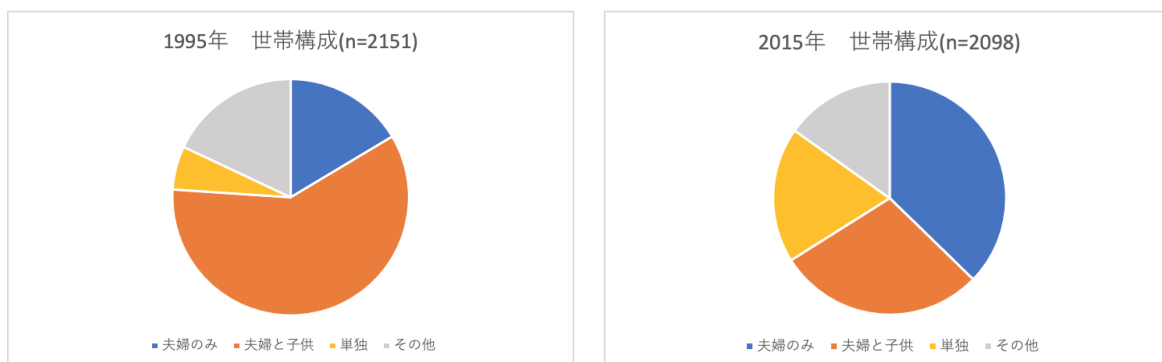 1995年　世帯構成(n=2151)
夫婦のみ 夫婦と子供 単独 その他
2015年　世帯構成(n=2098)
夫婦のみ 夫婦と子供 単独 その他